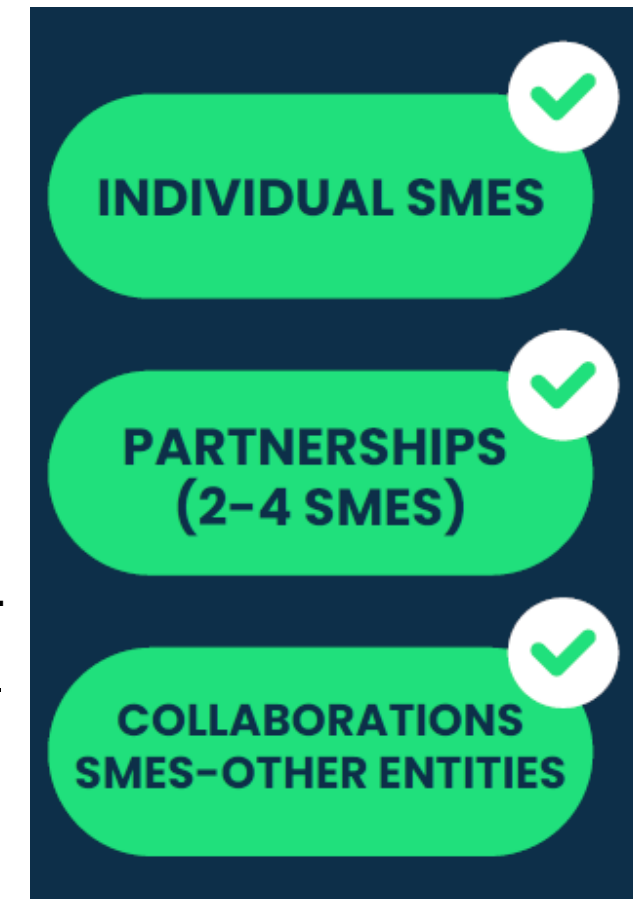 INDIVIDUAL SMES
PARTNERSHIPS
(2-4 SMES)
COLLABORATIONS
SMES-OTHER ENTITIES